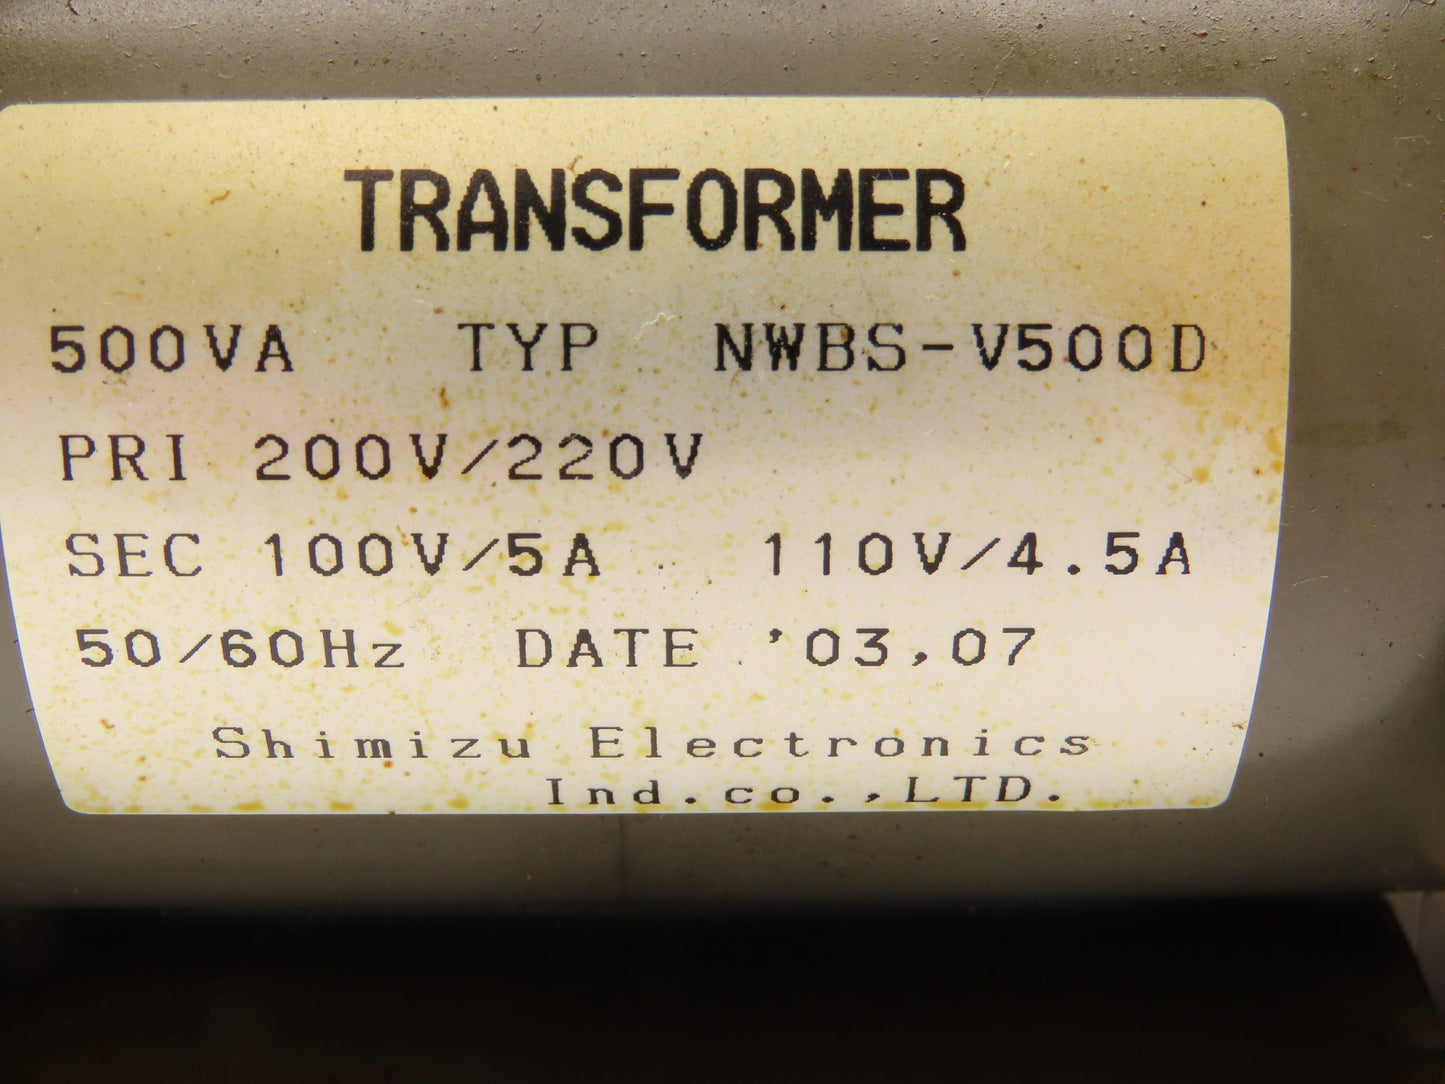 TRANSFORMER
500VA TYP NWBS-V500D
PRI 200V/220V
SEC 100V/5A 110V/4.5A
50/60Hz DATE '03,07
Shimizu Electronics
Ind.co.,LTD.